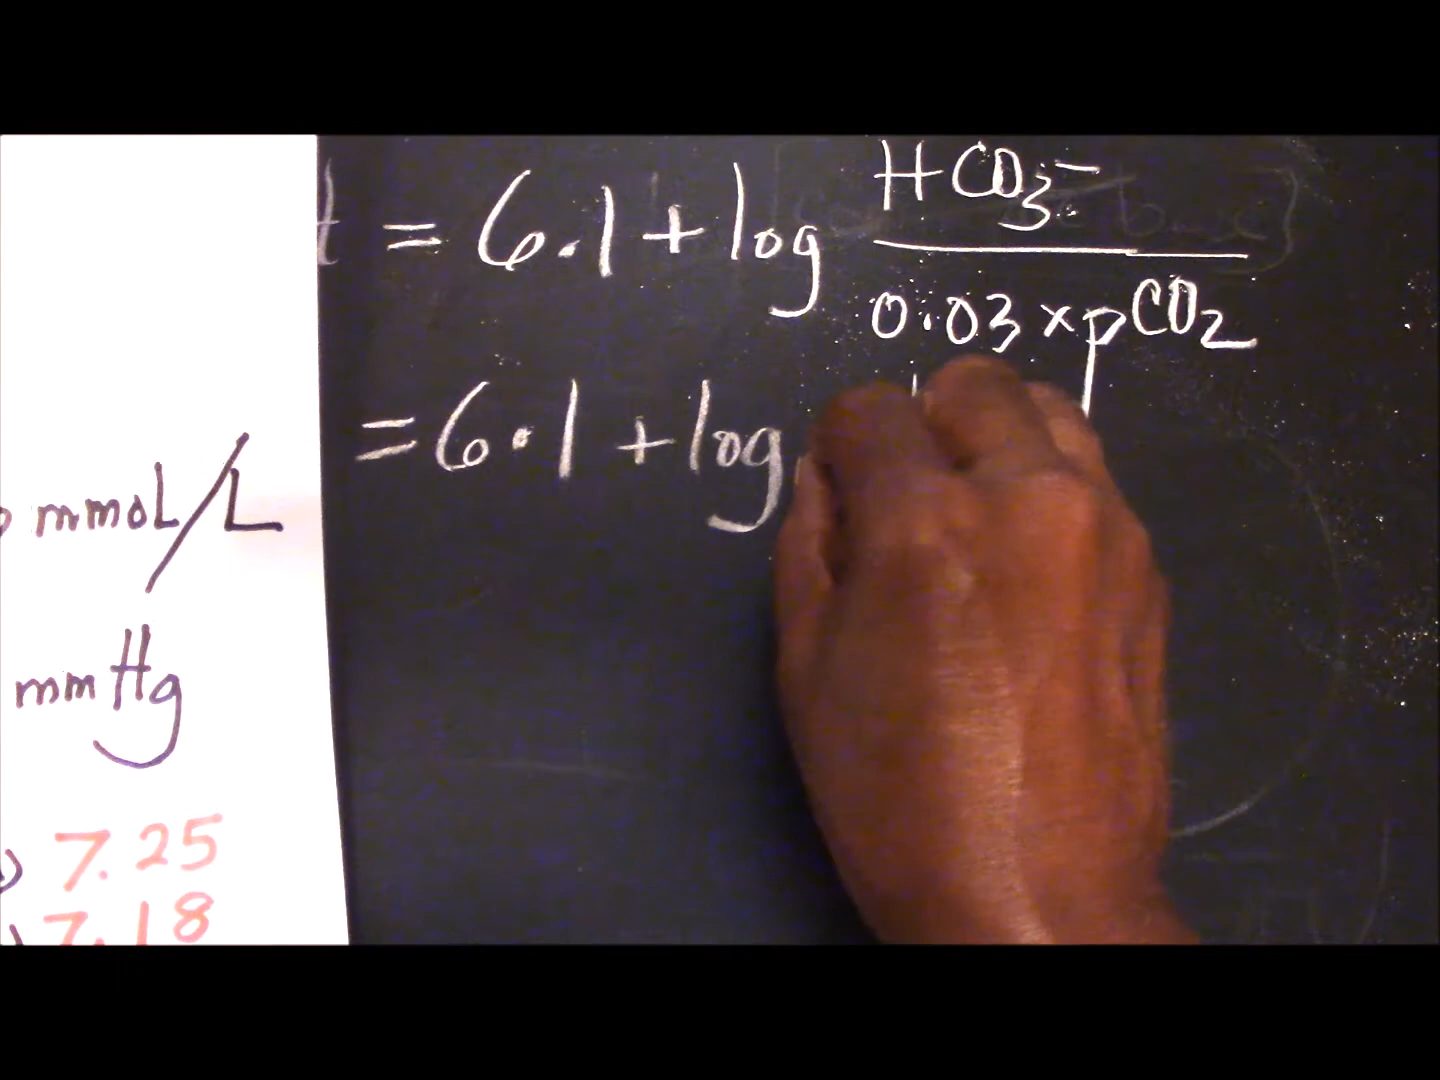 = 6.1 + log HCO3-
0.03 x pCO2
= 6.1 + log
mmol/L
mmHg
7.25
7.18